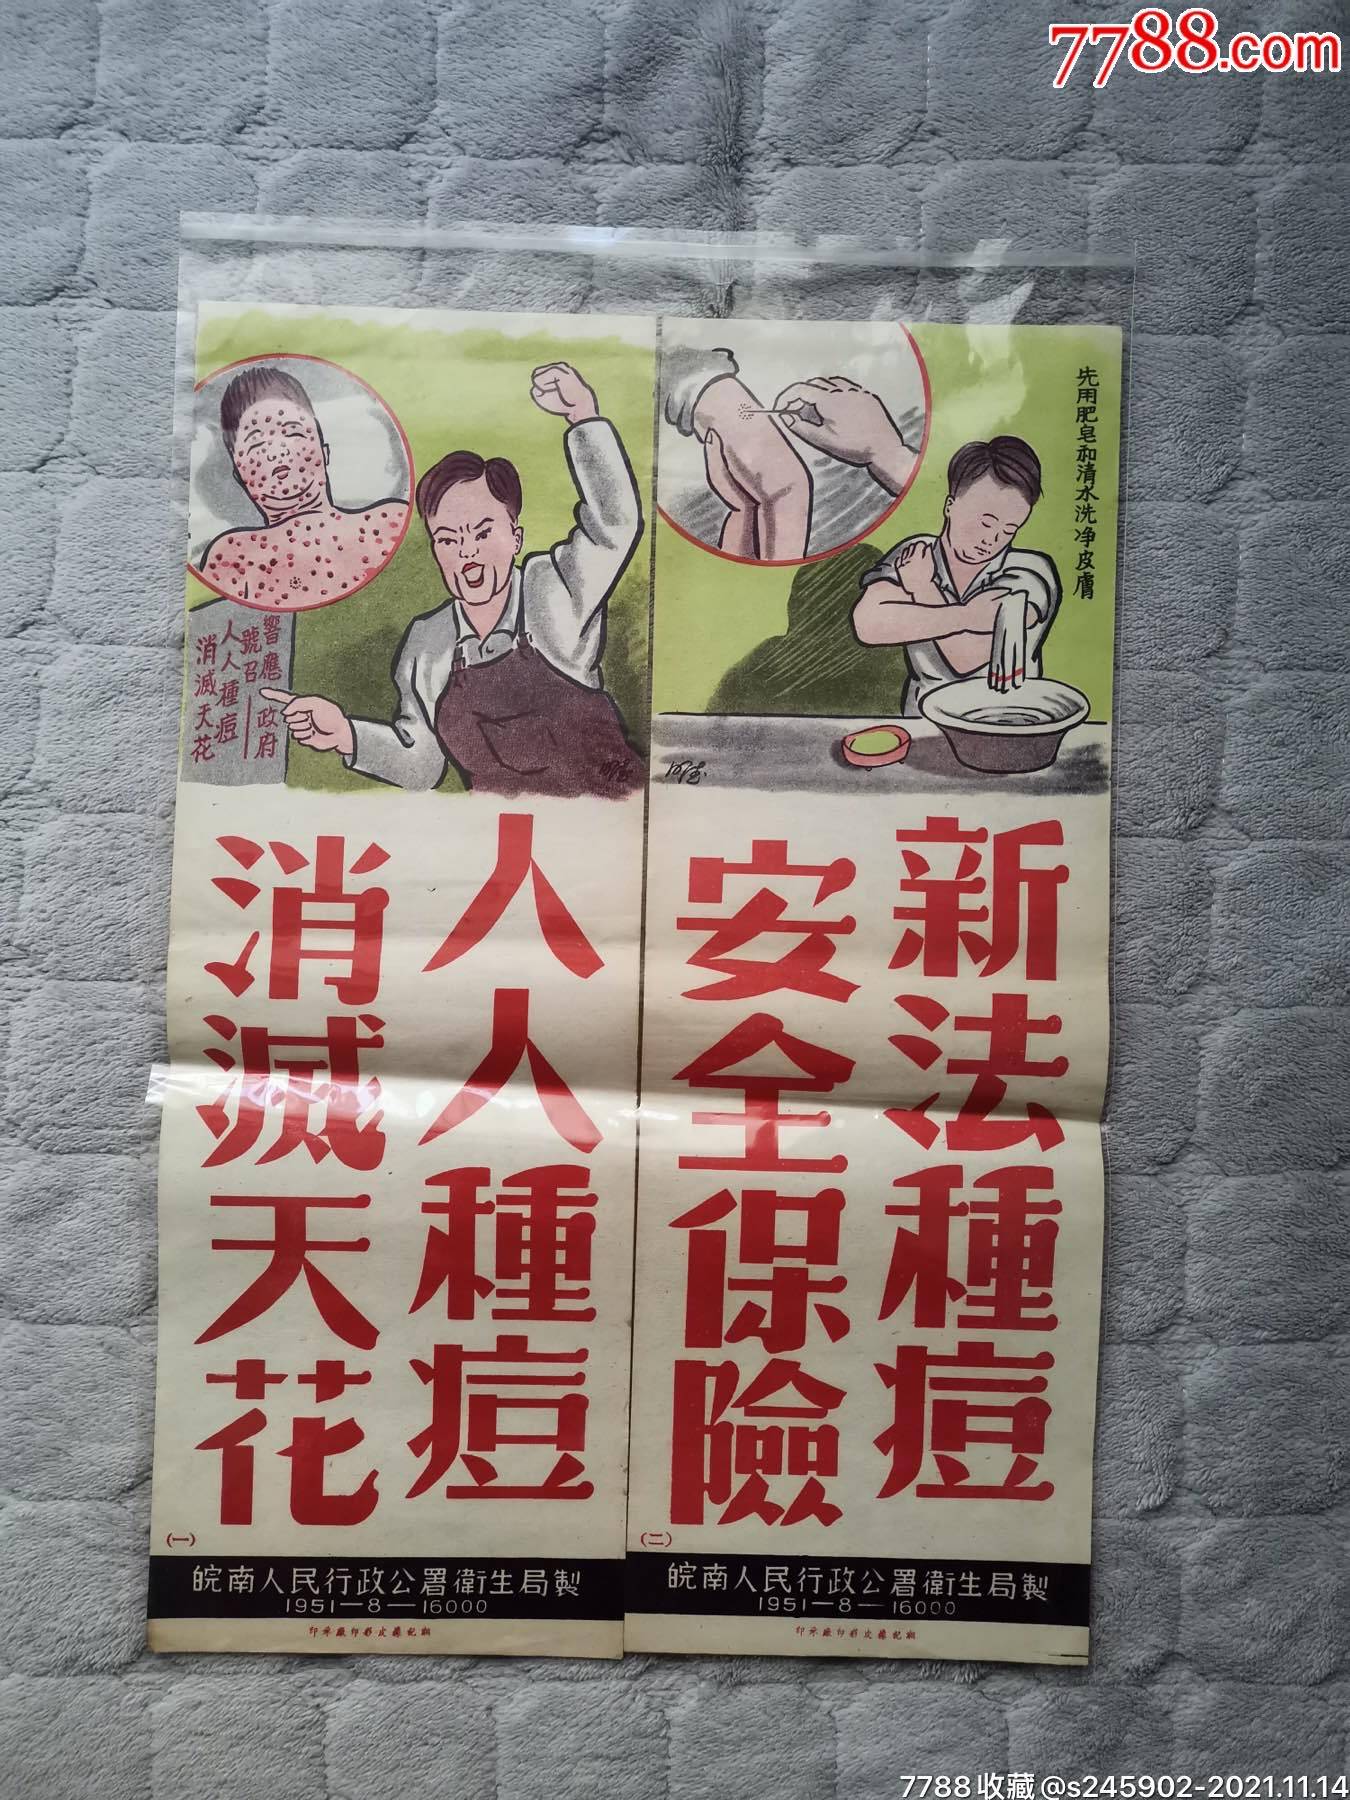 7788.com
先用肥皂和清水洗净皮膚
響應政府
號召
人人種痘
消滅天花
新法種痘
安全保險
人人種痘
消滅天花
(一)
皖南人民行政公署衛生局製
1951-8-16000
(二)
皖南人民行政公署衛生局製
1951-8-16000
7788收藏@s245902-2021.11.14